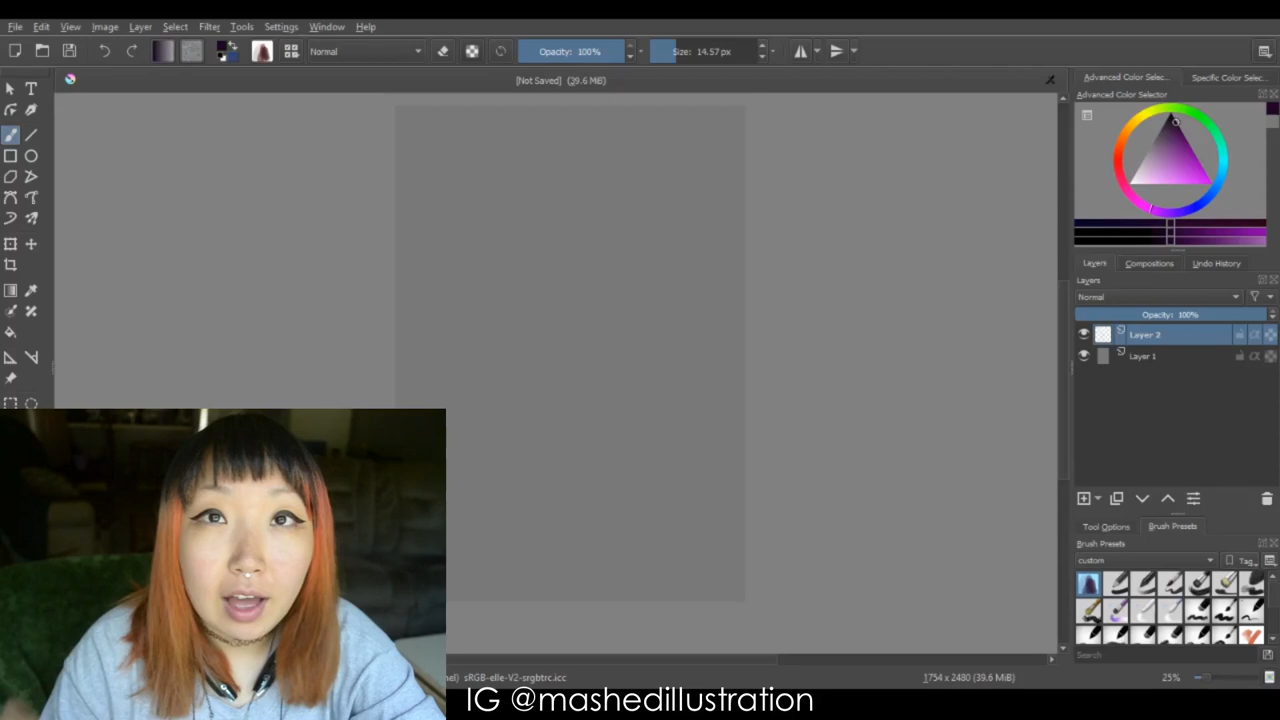 File Edit View Image Layer Select Filter Tools Settings Window Help
Normal Opacity: 100% Size: 14.57 px
[Not Saved] (39.6 MiB)
Advanced Color Selec... Specific Color Selec...
Advanced Color Selector
Layers Compositions Undo History
Layers
Normal
Opacity: 100%
Layer 2
Layer 1
Tool Options Brush Presets
Brush Presets
custom Tag
Search
sRGB-elle-V2-srgbtrc.icc 1754 x 2480 (39.6 MiB) 25%
IG @mashedillustration